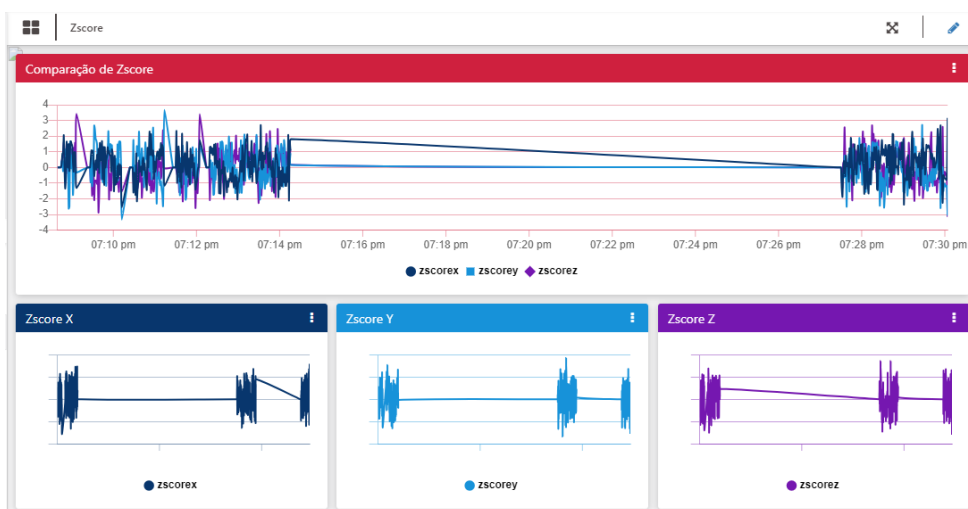 Zscore
Comparação de Zscore
4
3
2
1
0
-1
-2
-3
-4
07:10 pm 07:12 pm 07:14 pm 07:16 pm 07:18 pm 07:20 pm 07:22 pm 07:24 pm 07:26 pm 07:28 pm 07:30 pm
zscorex zscorey zscorez
Zscore X
Zscore Y
Zscore Z
zscorex
zscorey
zscorez